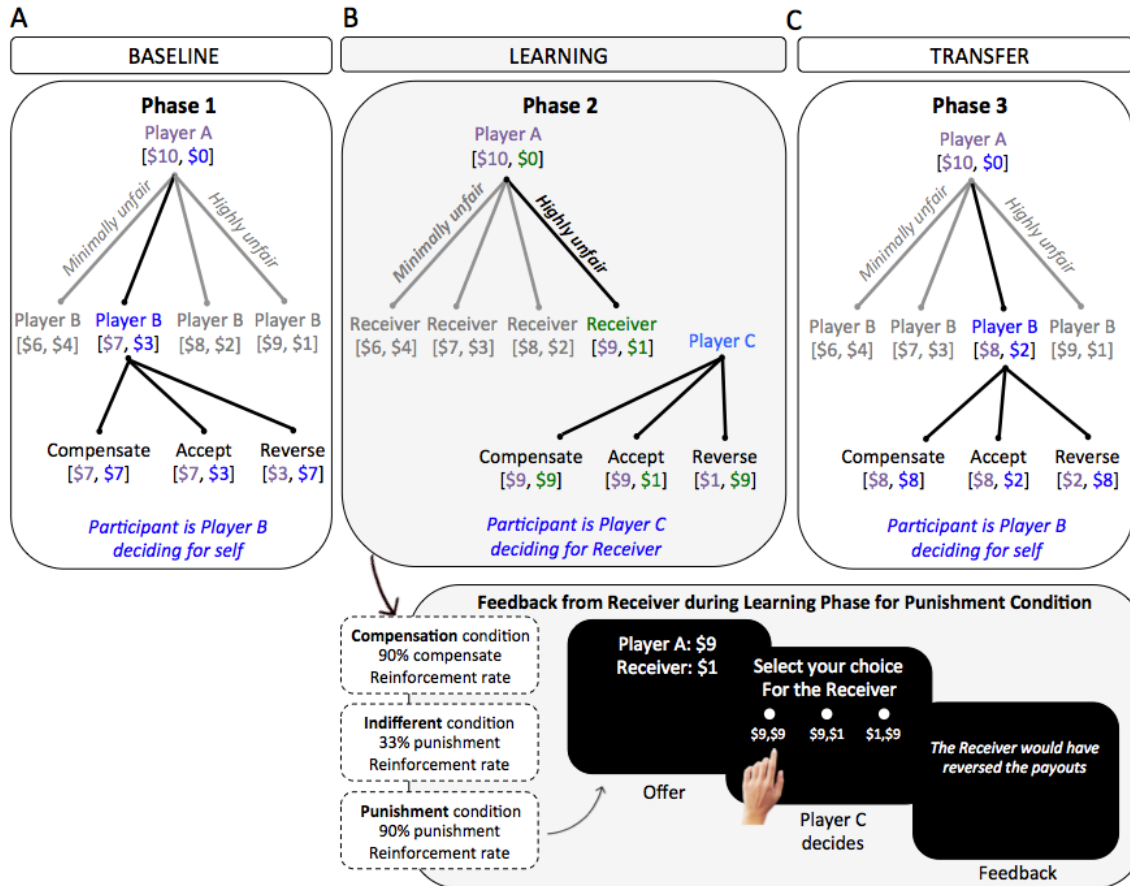 A
BASELINE
Phase 1
Player A
[$10, $0]
Minimally unfair
Highly unfair
Player B
[$6, $4]
Player B
[$7, $3]
Player B
[$8, $2]
Player B
[$9, $1]
Compensate
[$7, $7]
Accept
[$7, $3]
Reverse
[$3, $7]
Participant is Player B
deciding for self
B
LEARNING
Phase 2
Player A
[$10, $0]
Minimally unfair
Highly unfair
Receiver
[$6, $4]
Receiver
[$7, $3]
Receiver
[$8, $2]
Receiver
[$9, $1]
Player C
Compensate
[$9, $9]
Accept
[$9, $1]
Reverse
[$1, $9]
Participant is Player C
deciding for Receiver
C
TRANSFER
Phase 3
Player A
[$10, $0]
Minimally unfair
Highly unfair
Player B
[$6, $4]
Player B
[$7, $3]
Player B
[$8, $2]
Player B
[$9, $1]
Compensate
[$8, $8]
Accept
[$8, $2]
Reverse
[$2, $8]
Participant is Player B
deciding for self
Compensation condition
90% compensate
Reinforcement rate
Indifferent condition
33% punishment
Reinforcement rate
Punishment condition
90% punishment
Reinforcement rate
Feedback from Receiver during Learning Phase for Punishment Condition
Player A: $9
Receiver: $1
Offer
Select your choice
For the Receiver
$9,$9 $9,$1 $1,$9
Player C
decides
The Receiver would have
reversed the payouts
Feedback